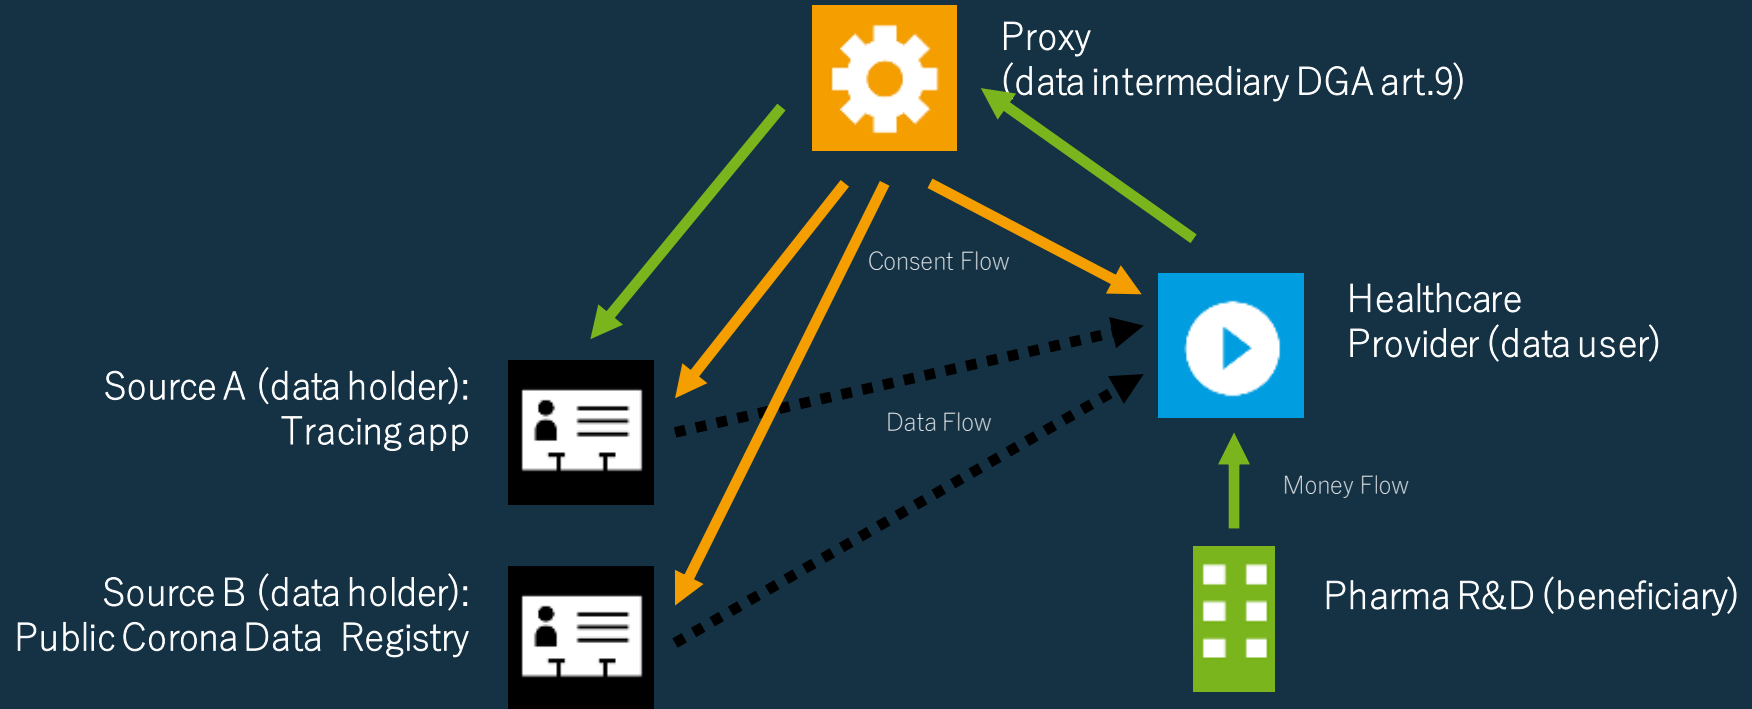 Proxy
(data intermediary DGA art.9)
Consent Flow
Healthcare
Provider (data user)
Source A (data holder):
Tracing app
Data Flow
Money Flow
Source B (data holder):
Public Corona Data Registry
Pharma R&D (beneficiary)